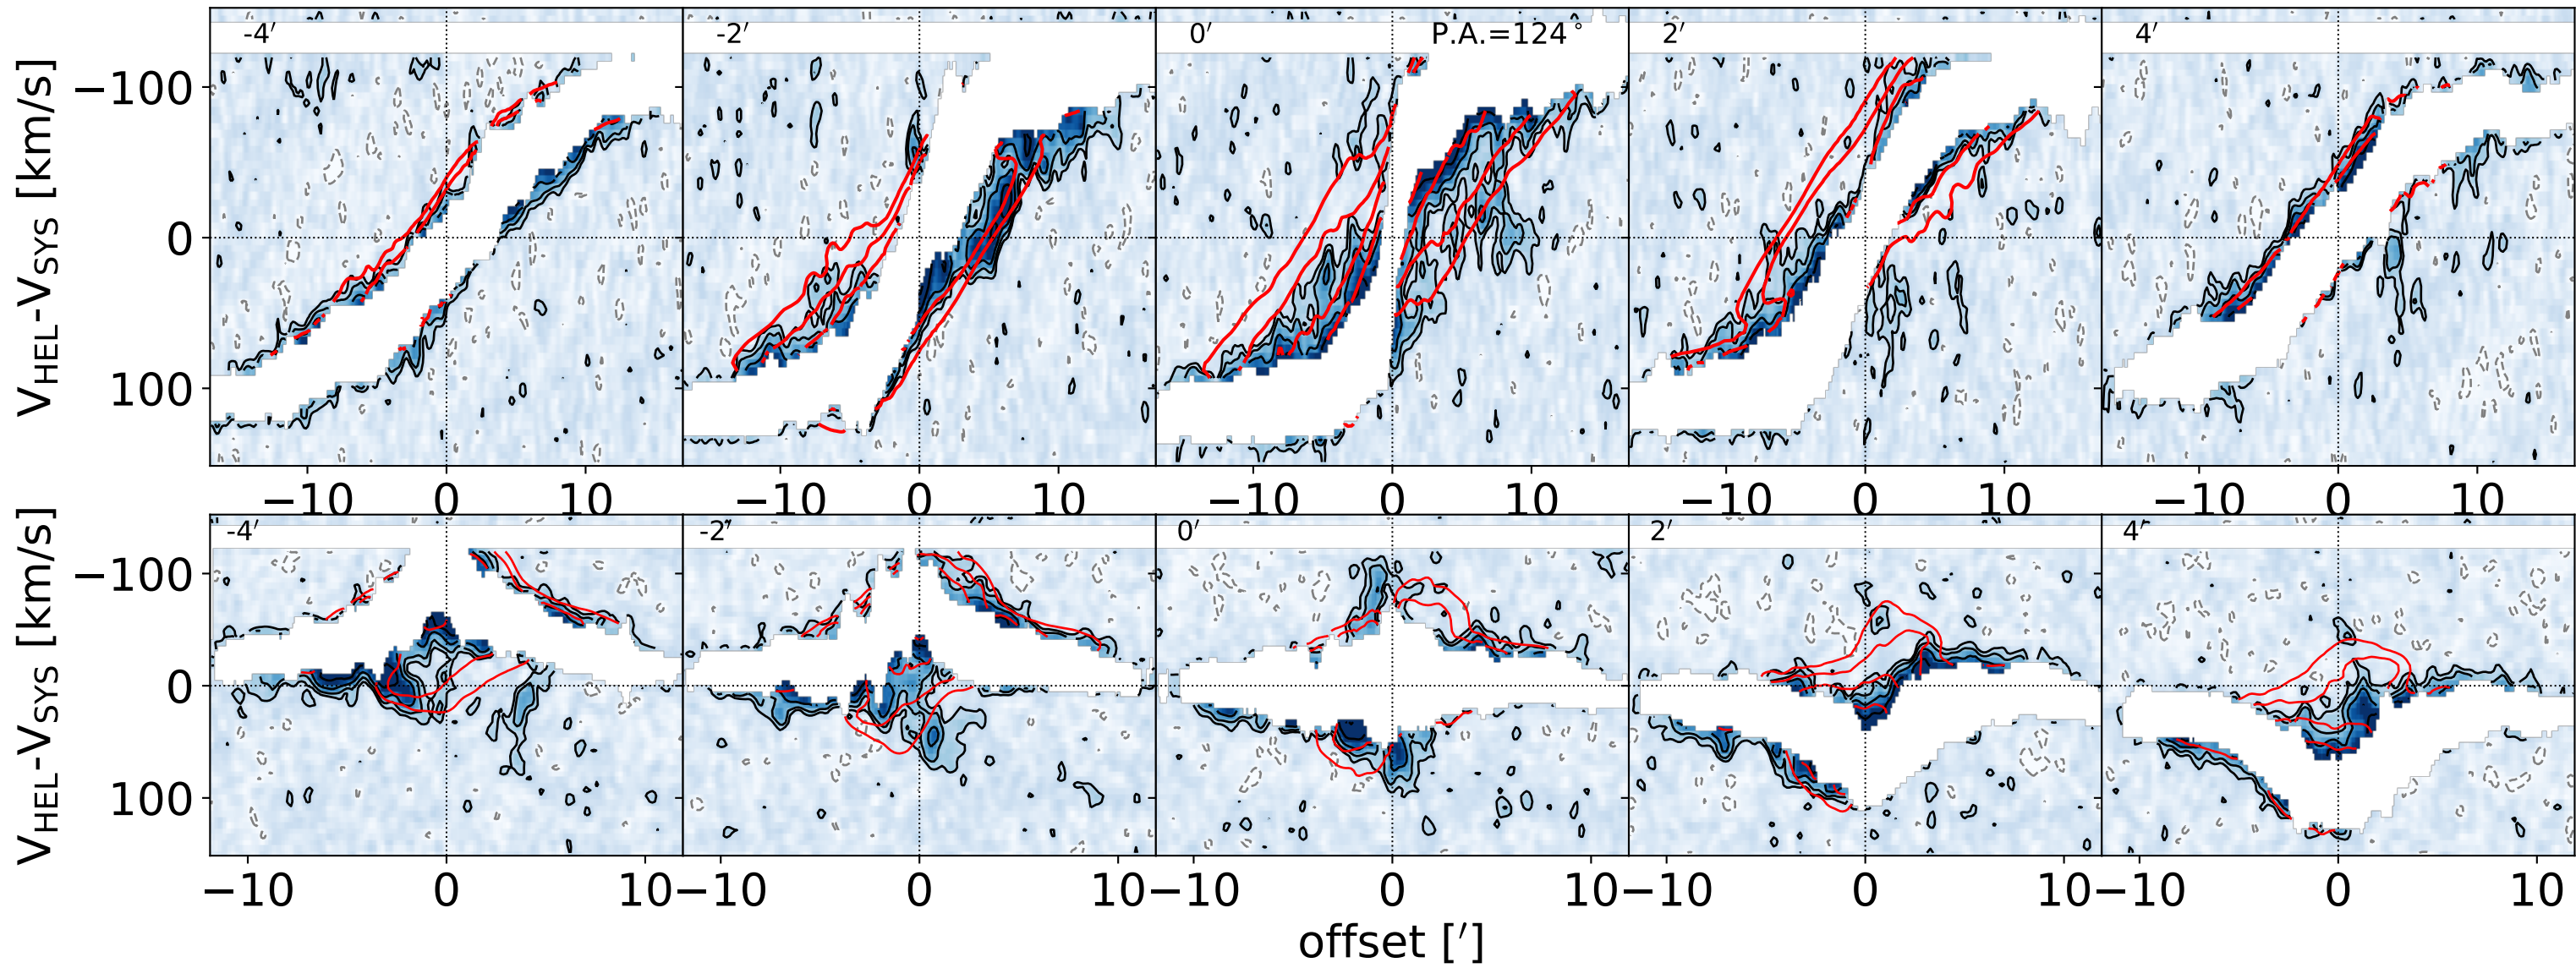 -4′ -2′ 0′ P.A.=124° 2′ 4′
V_HEL-V_SYS [km/s]
−100
0
100
−10 0 10 −10 0 10 −10 0 10 −10 0 10 −10 0 10
-4′ -2′ 0′ 2′ 4′
V_HEL-V_SYS [km/s]
−100
0
100
−10 0 10 −10 0 10 −10 0 10 −10 0 10 −10 0 10
offset [′]